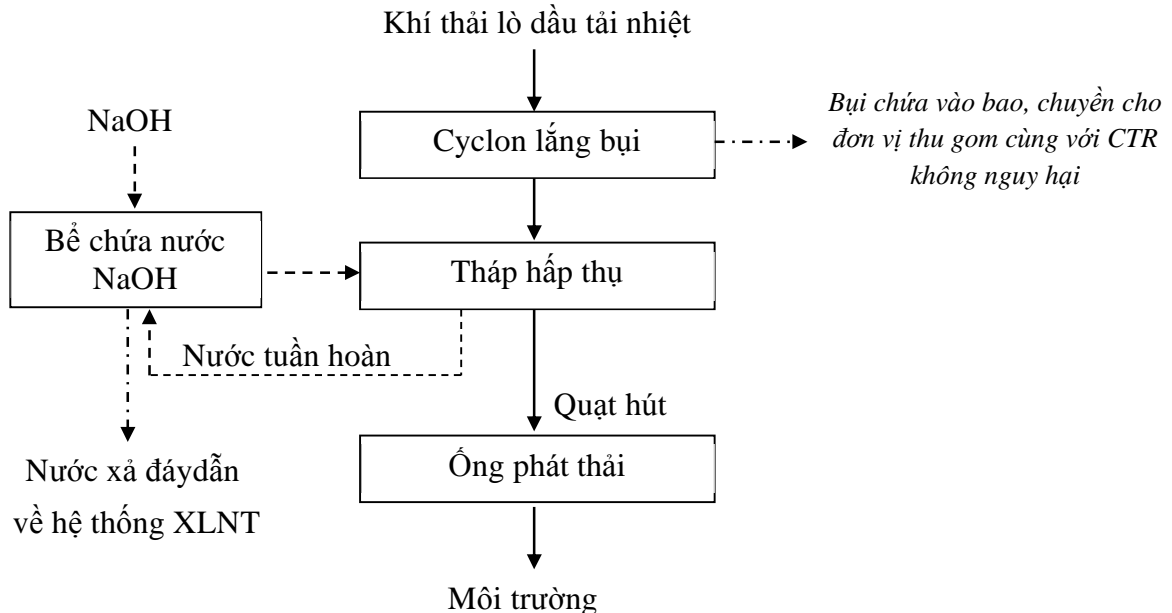 Khí thải lò dầu tải nhiệt
NaOH
Cyclon lắng bụi
Bụi chứa vào bao, chuyền cho
đơn vị thu gom cùng với CTR
không nguy hại
Bể chứa nước
NaOH
Tháp hấp thụ
Nước tuần hoàn
Quạt hút
Nước xả đáydẫn
về hệ thống XLNT
Ống phát thải
Môi trường